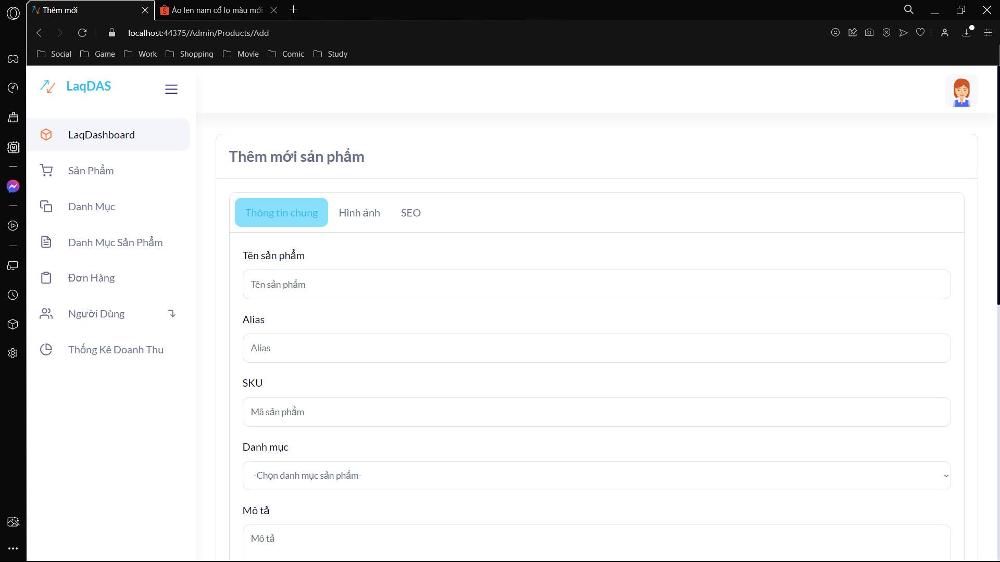 Thêm mới
Áo len nam cổ lọ màu mới
localhost:44375/Admin/Products/Add
Social
Game
Work
Shopping
Movie
Comic
Study
LaqDAS
LaqDashboard
Sản Phẩm
Danh Mục
Danh Mục Sản Phẩm
Đơn Hàng
Người Dùng
Thống Kê Doanh Thu
Thêm mới sản phẩm
Thông tin chung
Hình ảnh
SEO
Tên sản phẩm
Tên sản phẩm
Alias
Alias
SKU
Mã sản phẩm
Danh mục
-Chọn danh mục sản phẩm-
Mô tả
Mô tả